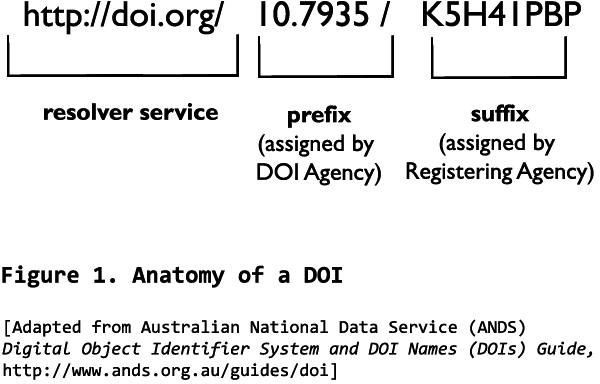 http://doi.org/ 10.7935 / K5H41PBP
resolver service prefix suffix
(assigned by (assigned by
DOI Agency) Registering Agency)
Figure 1. Anatomy of a DOI
[Adapted from Australian National Data Service (ANDS)
Digital Object Identifier System and DOI Names (DOIs) Guide,
http://www.ands.org.au/guides/doi]